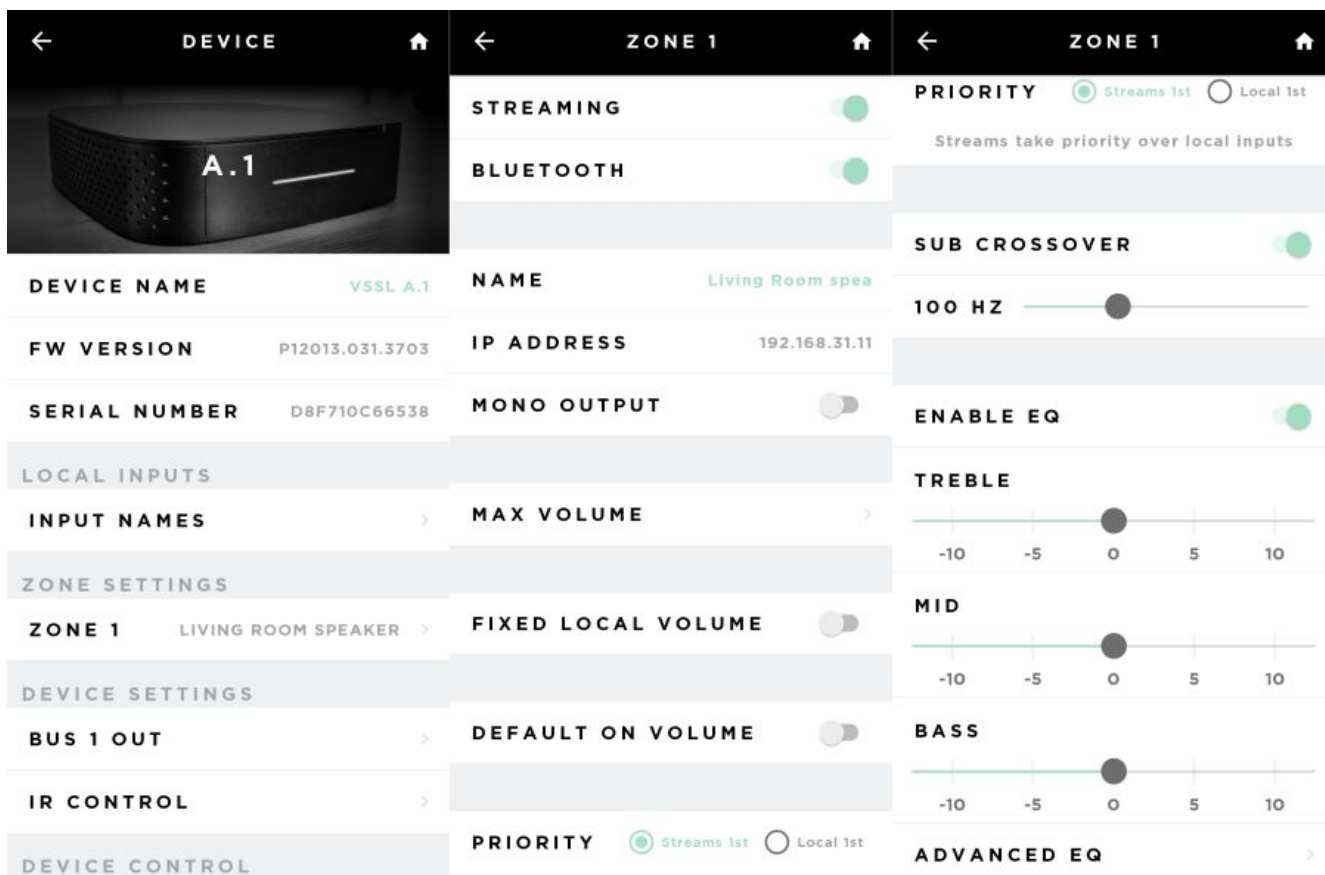 DEVICE
A.1
DEVICE NAME VSSL A.1
FW VERSION P12013.031.3703
SERIAL NUMBER D8F710C66538
LOCAL INPUTS
INPUT NAMES
ZONE SETTINGS
ZONE 1 LIVING ROOM SPEAKER
DEVICE SETTINGS
BUS 1 OUT
IR CONTROL
DEVICE CONTROL
ZONE 1
STREAMING
BLUETOOTH
NAME Living Room spea
IP ADDRESS 192.168.31.11
MONO OUTPUT
MAX VOLUME
FIXED LOCAL VOLUME
DEFAULT ON VOLUME
PRIORITY Streams 1st Local 1st
ZONE 1
PRIORITY Streams 1st Local 1st
Streams take priority over local inputs
SUB CROSSOVER
100 HZ
ENABLE EQ
TREBLE
-10 -5 0 5 10
MID
-10 -5 0 5 10
BASS
-10 -5 0 5 10
ADVANCED EQ